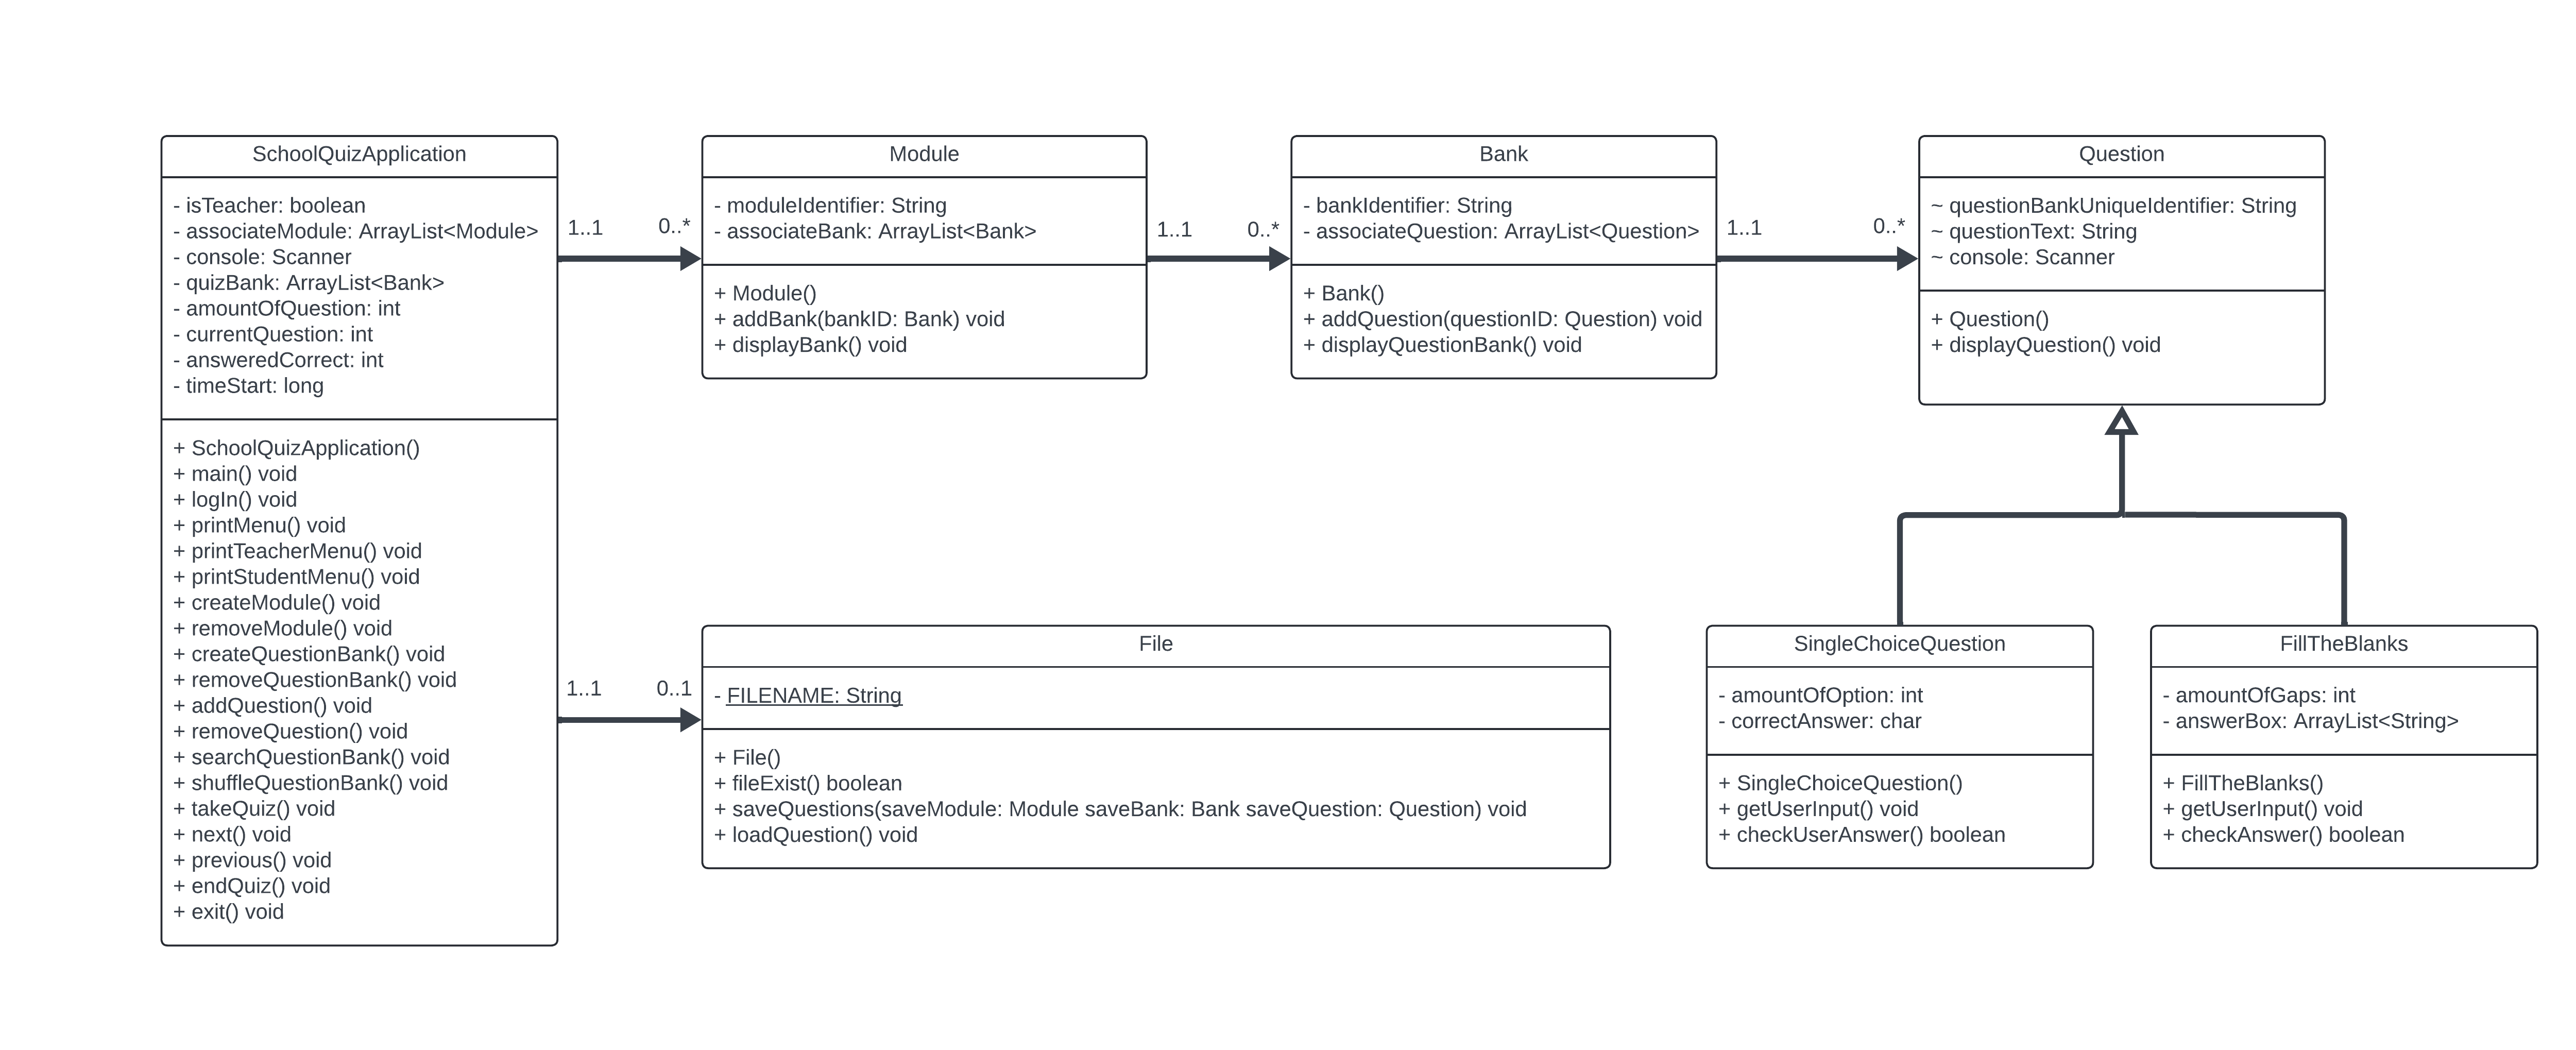 SchoolQuizApplication
- isTeacher: boolean
- associateModule: ArrayList<Module>
- console: Scanner
- quizBank: ArrayList<Bank>
- amountOfQuestion: int
- currentQuestion: int
- answeredCorrect: int
- timeStart: long
+ SchoolQuizApplication()
+ main() void
+ logIn() void
+ printMenu() void
+ printTeacherMenu() void
+ printStudentMenu() void
+ createModule() void
+ removeModule() void
+ createQuestionBank() void
+ removeQuestionBank() void
+ addQuestion() void
+ removeQuestion() void
+ searchQuestionBank() void
+ shuffleQuestionBank() void
+ takeQuiz() void
+ next() void
+ previous() void
+ endQuiz() void
+ exit() void
1..1
0..*
Module
- moduleIdentifier: String
- associateBank: ArrayList<Bank>
+ Module()
+ addBank(bankID: Bank) void
+ displayBank() void
1..1
0..*
Bank
- bankIdentifier: String
- associateQuestion: ArrayList<Question>
+ Bank()
+ addQuestion(questionID: Question) void
+ displayQuestionBank() void
1..1
0..*
Question
~ questionBankUniqueIdentifier: String
~ questionText: String
~ console: Scanner
+ Question()
+ displayQuestion() void
1..1
0..1
File
- FILENAME: String
+ File()
+ fileExist() boolean
+ saveQuestions(saveModule: Module saveBank: Bank saveQuestion: Question) void
+ loadQuestion() void
SingleChoiceQuestion
- amountOfOption: int
- correctAnswer: char
+ SingleChoiceQuestion()
+ getUserInput() void
+ checkUserAnswer() boolean
FillTheBlanks
- amountOfGaps: int
- answerBox: ArrayList<String>
+ FillTheBlanks()
+ getUserInput() void
+ checkAnswer() boolean